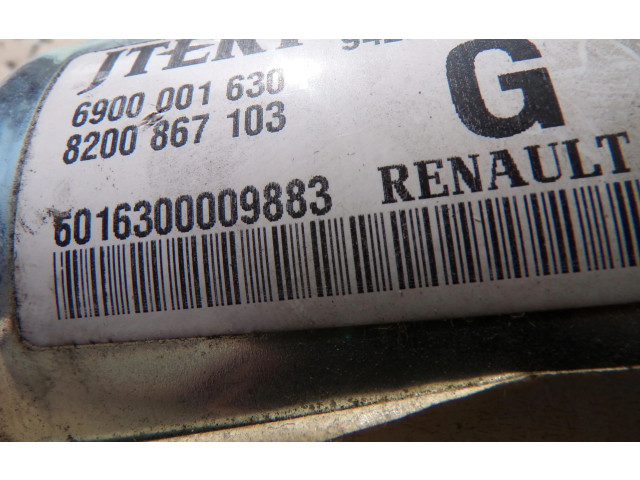 JTEKT
6900 001 630
8200 867 103
G
6016300009883
RENAULT